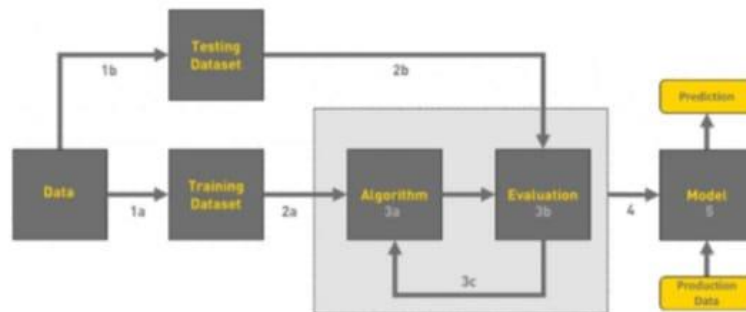 Testing
Dataset
1b
2b
Prediction
Data
1a
Training
Dataset
2a
Algorithm
3a
Evaluation
3b
4
Model
5
3c
Production
Data